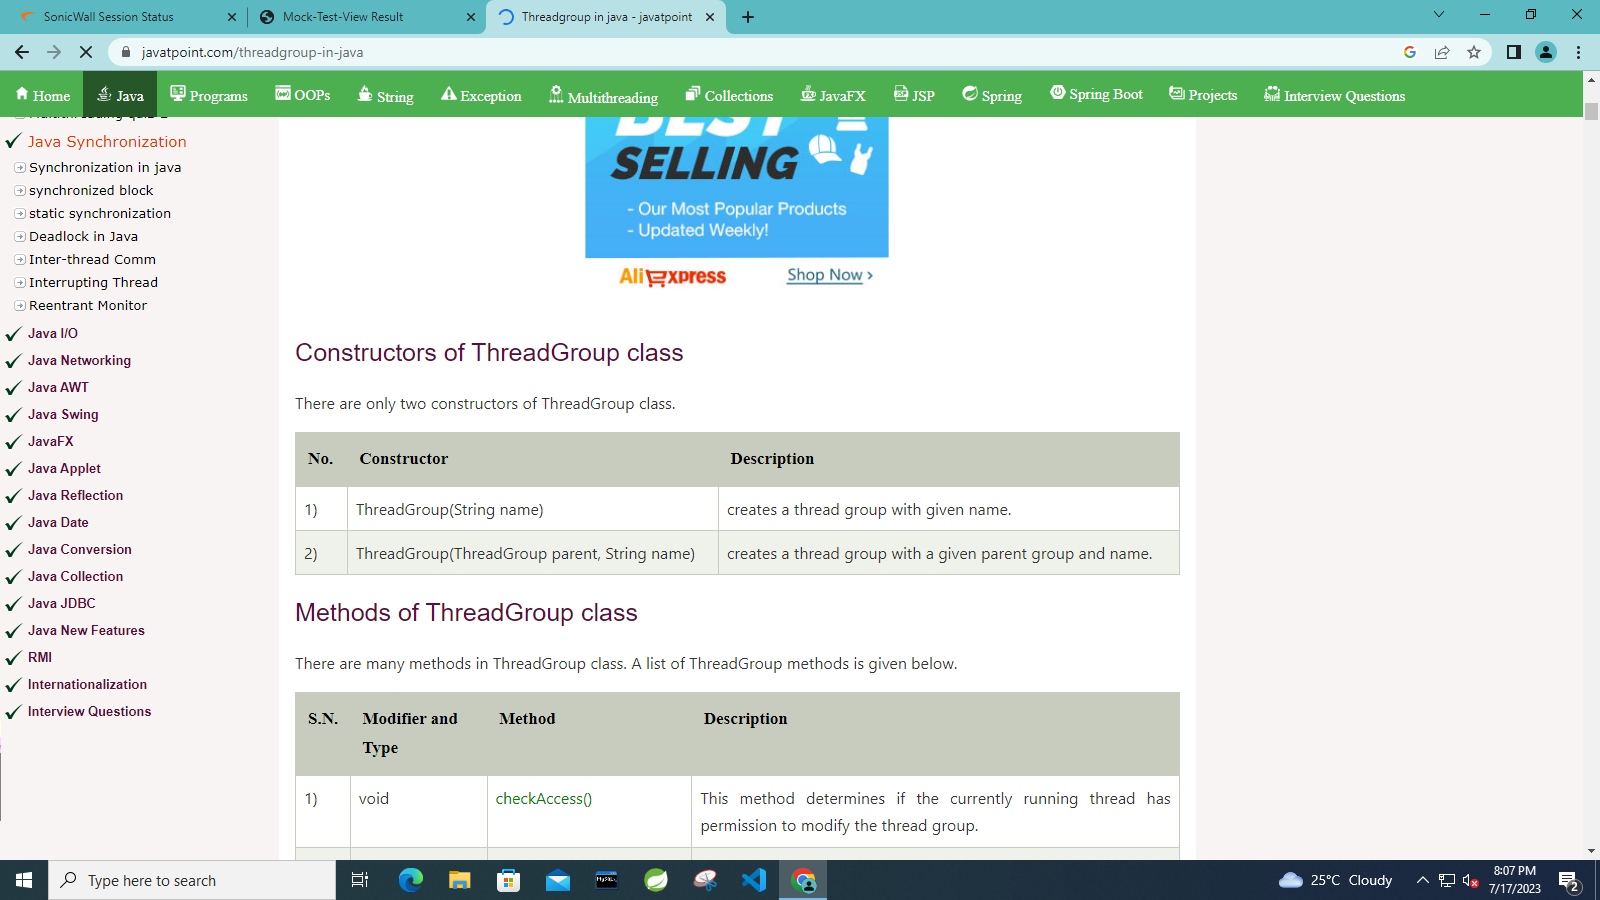 SonicWall Session Status
Mock-Test-View Result
Threadgroup in java - javatpoint
javatpoint.com/threadgroup-in-java
Home
Java
Programs
OOPs
String
Exception
Multithreading
Collections
JavaFX
JSP
Spring
Spring Boot
Projects
Interview Questions
Java Synchronization
Synchronization in java
synchronized block
static synchronization
Deadlock in Java
Inter-thread Comm
Interrupting Thread
Reentrant Monitor
Java I/O
Java Networking
Java AWT
Java Swing
JavaFX
Java Applet
Java Reflection
Java Date
Java Conversion
Java Collection
Java JDBC
Java New Features
RMI
Internationalization
Interview Questions
BEST
SELLING
- Our Most Popular Products
- Updated Weekly!
AliExpress
Shop Now ›
Constructors of ThreadGroup class
There are only two constructors of ThreadGroup class.
No. Constructor Description
1) ThreadGroup(String name) creates a thread group with given name.
2) ThreadGroup(ThreadGroup parent, String name) creates a thread group with a given parent group and name.
Methods of ThreadGroup class
There are many methods in ThreadGroup class. A list of ThreadGroup methods is given below.
S.N. Modifier and Method Description
Type
1) void checkAccess() This method determines if the currently running thread has
permission to modify the thread group.
Type here to search
25°C Cloudy
8:07 PM
7/17/2023
2